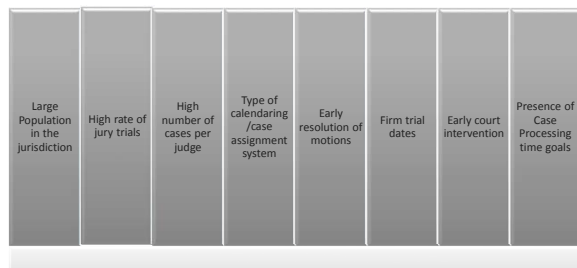 Large
Population
in the
jurisdiction
High rate of
jury trials
High
number of
cases per
judge
Type of
calendaring
/case
assignment
system
Early
resolution of
motions
Firm trial
dates
Early court
intervention
Presence of
Case
Processing
time goals